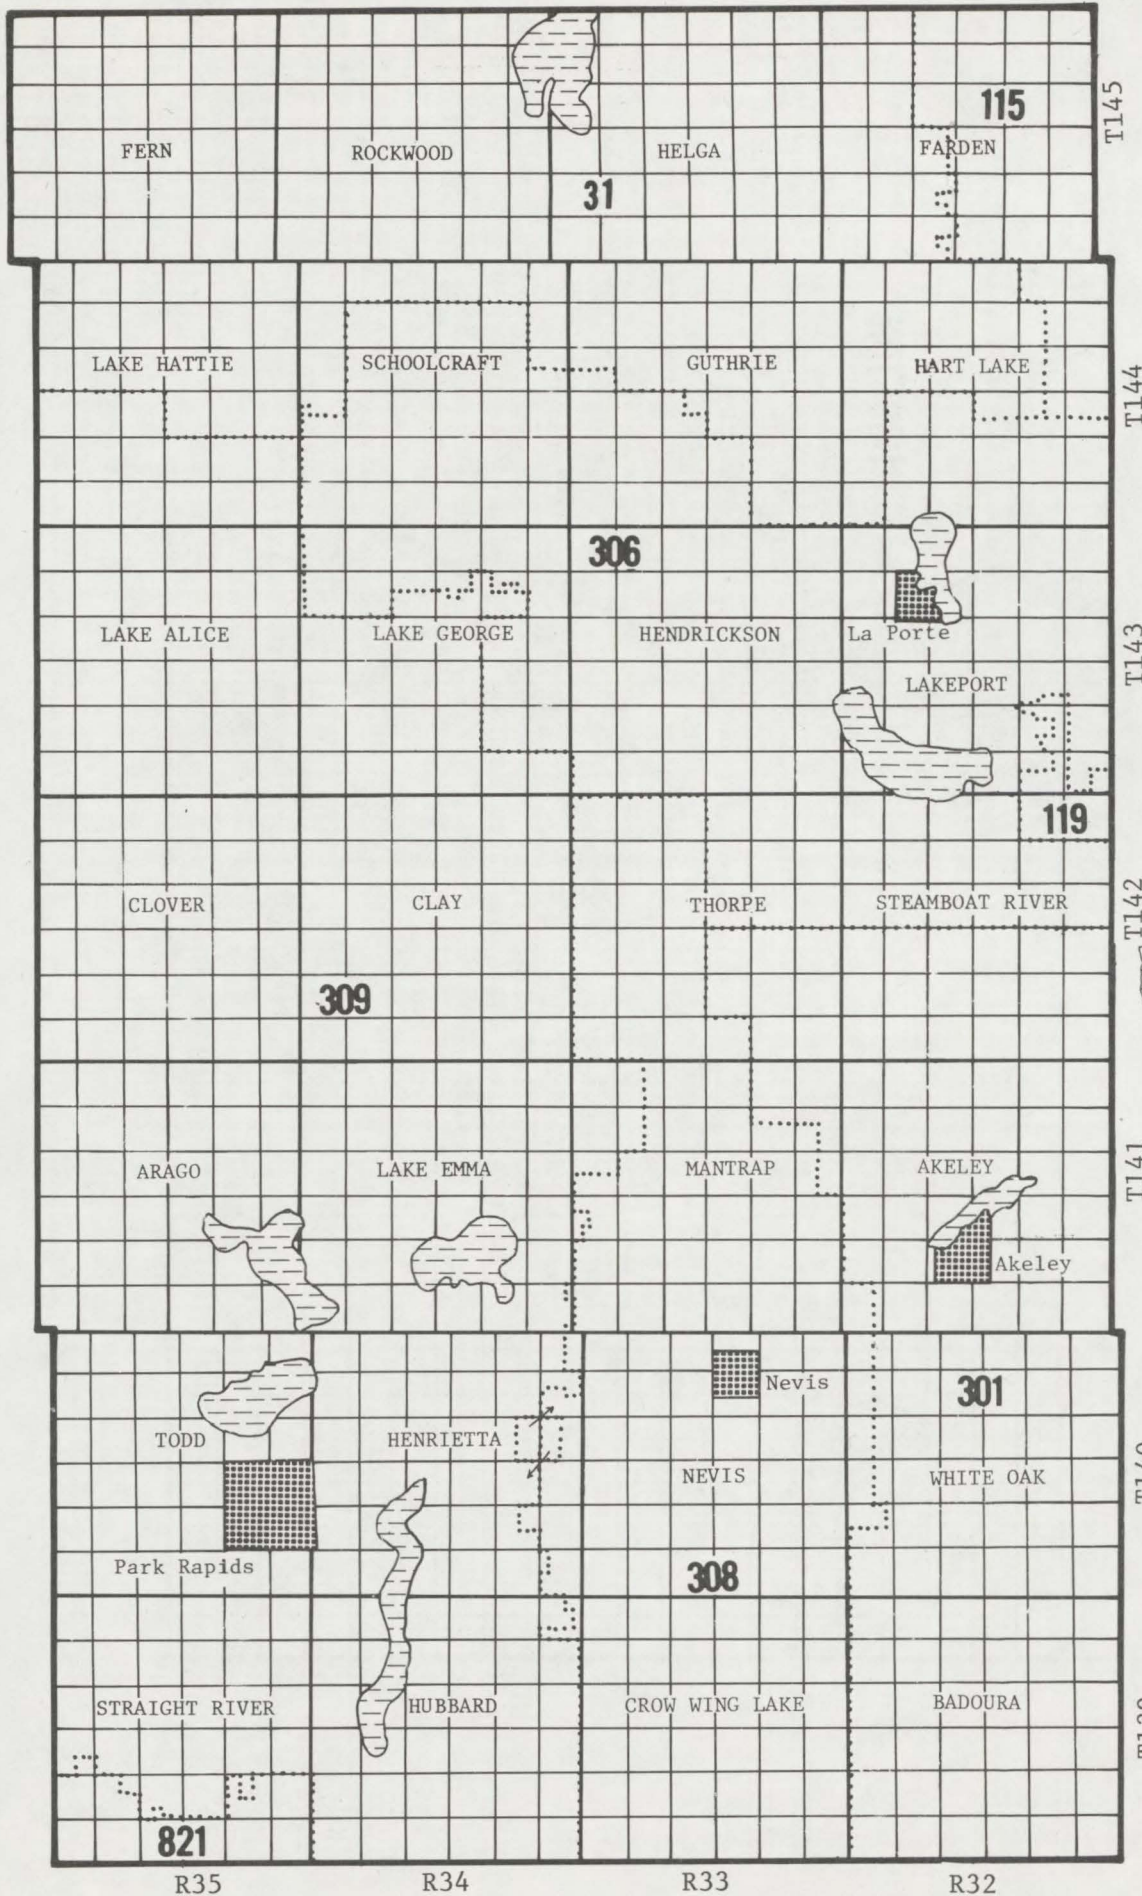 115
T145
FERN ROCKWOOD HELGA FARDEN
31
LAKE HATTIE SCHOOLCRAFT GUTHRIE HART LAKE
T144
306
LAKE ALICE LAKE GEORGE HENDRICKSON La Porte
T143
LAKEPORT
119
CLOVER CLAY THORPE STEAMBOAT RIVER
T142
309
ARAGO LAKE EMMA MANTRAP AKELEY
T141
Akeley
Nevis
301
TODD HENRIETTA
NEVIS WHITE OAK
T140
Park Rapids
308
STRAIGHT RIVER HUBBARD CROW WING LAKE BADOURA
821
R35 R34 R33 R32